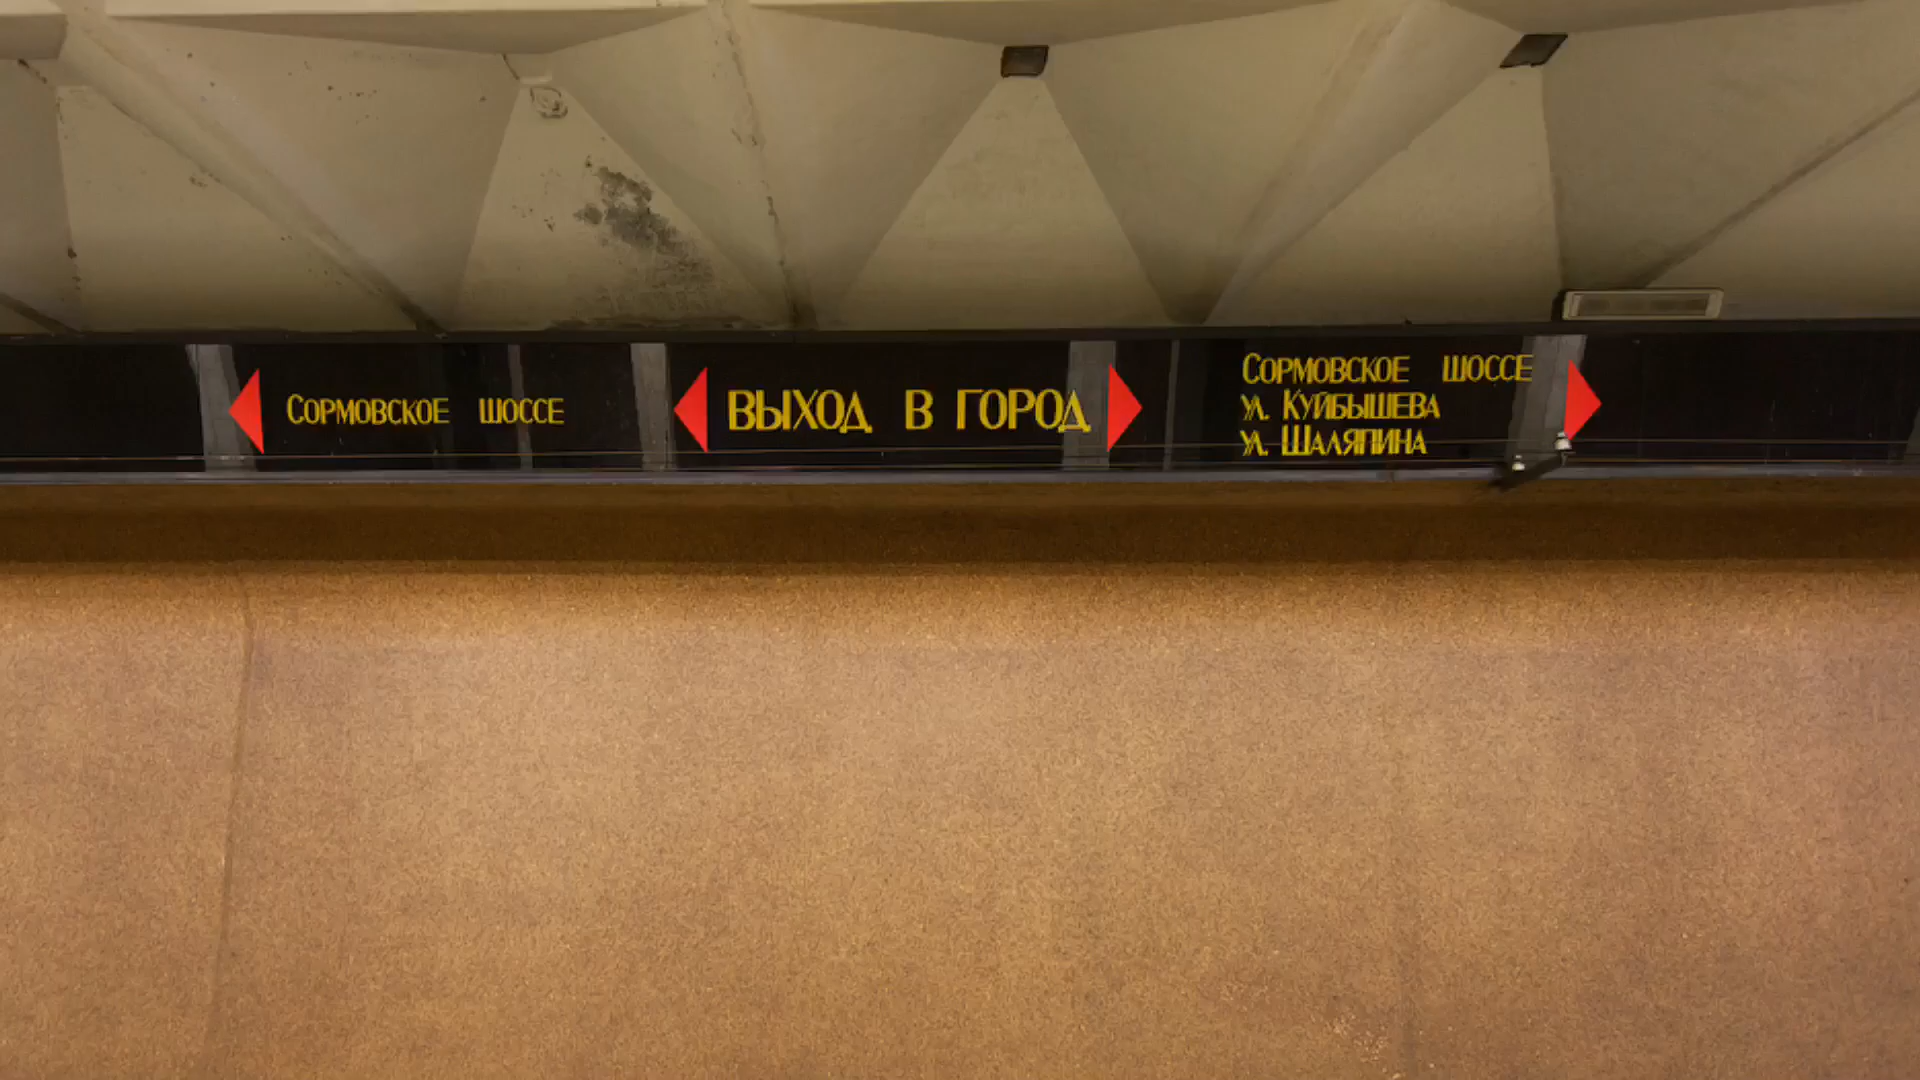 Сормовское шоссе
ВЫХОД В ГОРОД
Сормовское шоссе
ул. Куйбышева
ул. Шаляпина